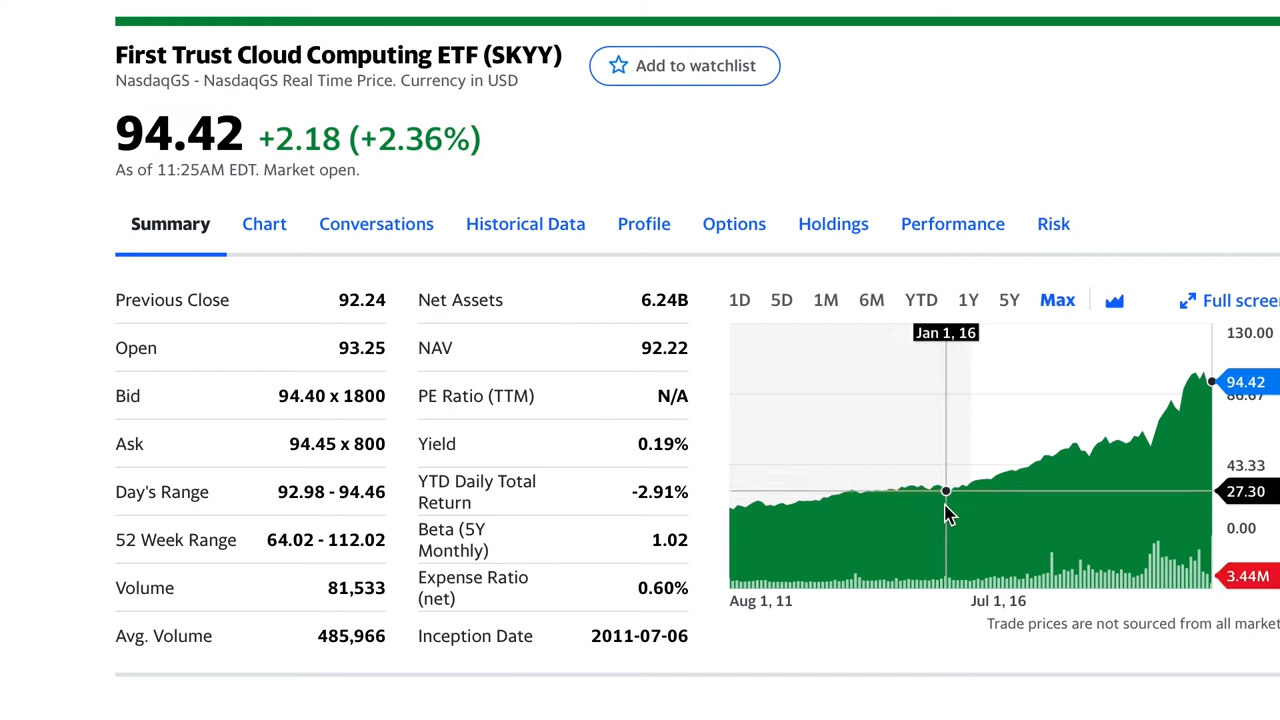 First Trust Cloud Computing ETF (SKYY)
Add to watchlist
NasdaqGS - NasdaqGS Real Time Price. Currency in USD
94.42 +2.18 (+2.36%)
As of 11:25AM EDT. Market open.
Summary Chart Conversations Historical Data Profile Options Holdings Performance Risk
Previous Close 92.24
Open 93.25
Bid 94.40 x 1800
Ask 94.45 x 800
Day's Range 92.98 - 94.46
52 Week Range 64.02 - 112.02
Volume 81,533
Avg. Volume 485,966
Net Assets 6.24B
NAV 92.22
PE Ratio (TTM) N/A
Yield 0.19%
YTD Daily Total
Return -2.91%
Beta (5Y
Monthly) 1.02
Expense Ratio
(net) 0.60%
Inception Date 2011-07-06
1D 5D 1M 6M YTD 1Y 5Y Max Full screen
Jan 1, 16
130.00
94.42
86.67
43.33
27.30
0.00
3.44M
Aug 1, 11 Jul 1, 16
Trade prices are not sourced from all market